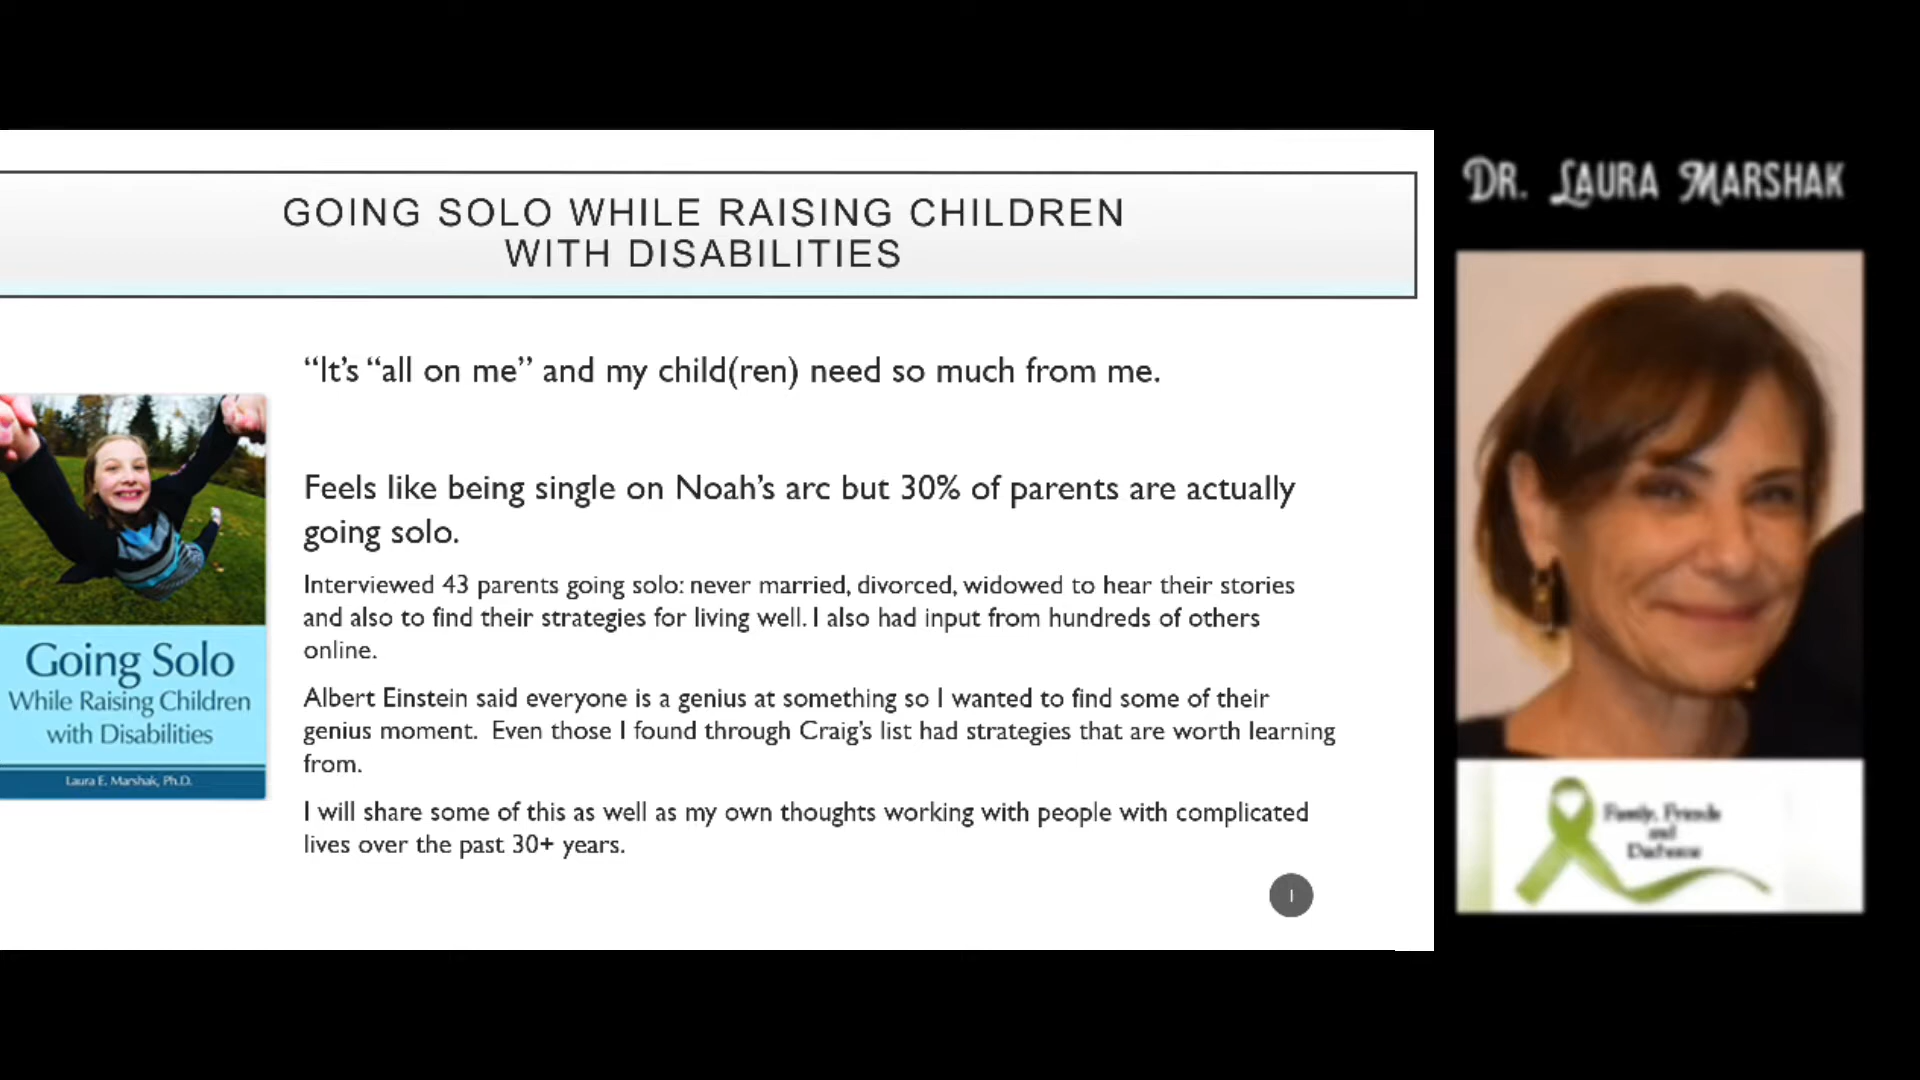 GOING SOLO WHILE RAISING CHILDREN
WITH DISABILITIES
“It’s “all on me” and my child(ren) need so much from me.
Feels like being single on Noah’s arc but 30% of parents are actually
going solo.
Interviewed 43 parents going solo: never married, divorced, widowed to hear their stories
and also to find their strategies for living well. I also had input from hundreds of others
online.
Albert Einstein said everyone is a genius at something so I wanted to find some of their
genius moment.  Even those I found through Craig’s list had strategies that are worth learning
from.
I will share some of this as well as my own thoughts working with people with complicated
lives over the past 30+ years.
1
Going Solo
While Raising Children
with Disabilities
Laura E. Marshak, Ph.D.
DR. LAURA MARSHAK
Family, Friends
and
Duchenne